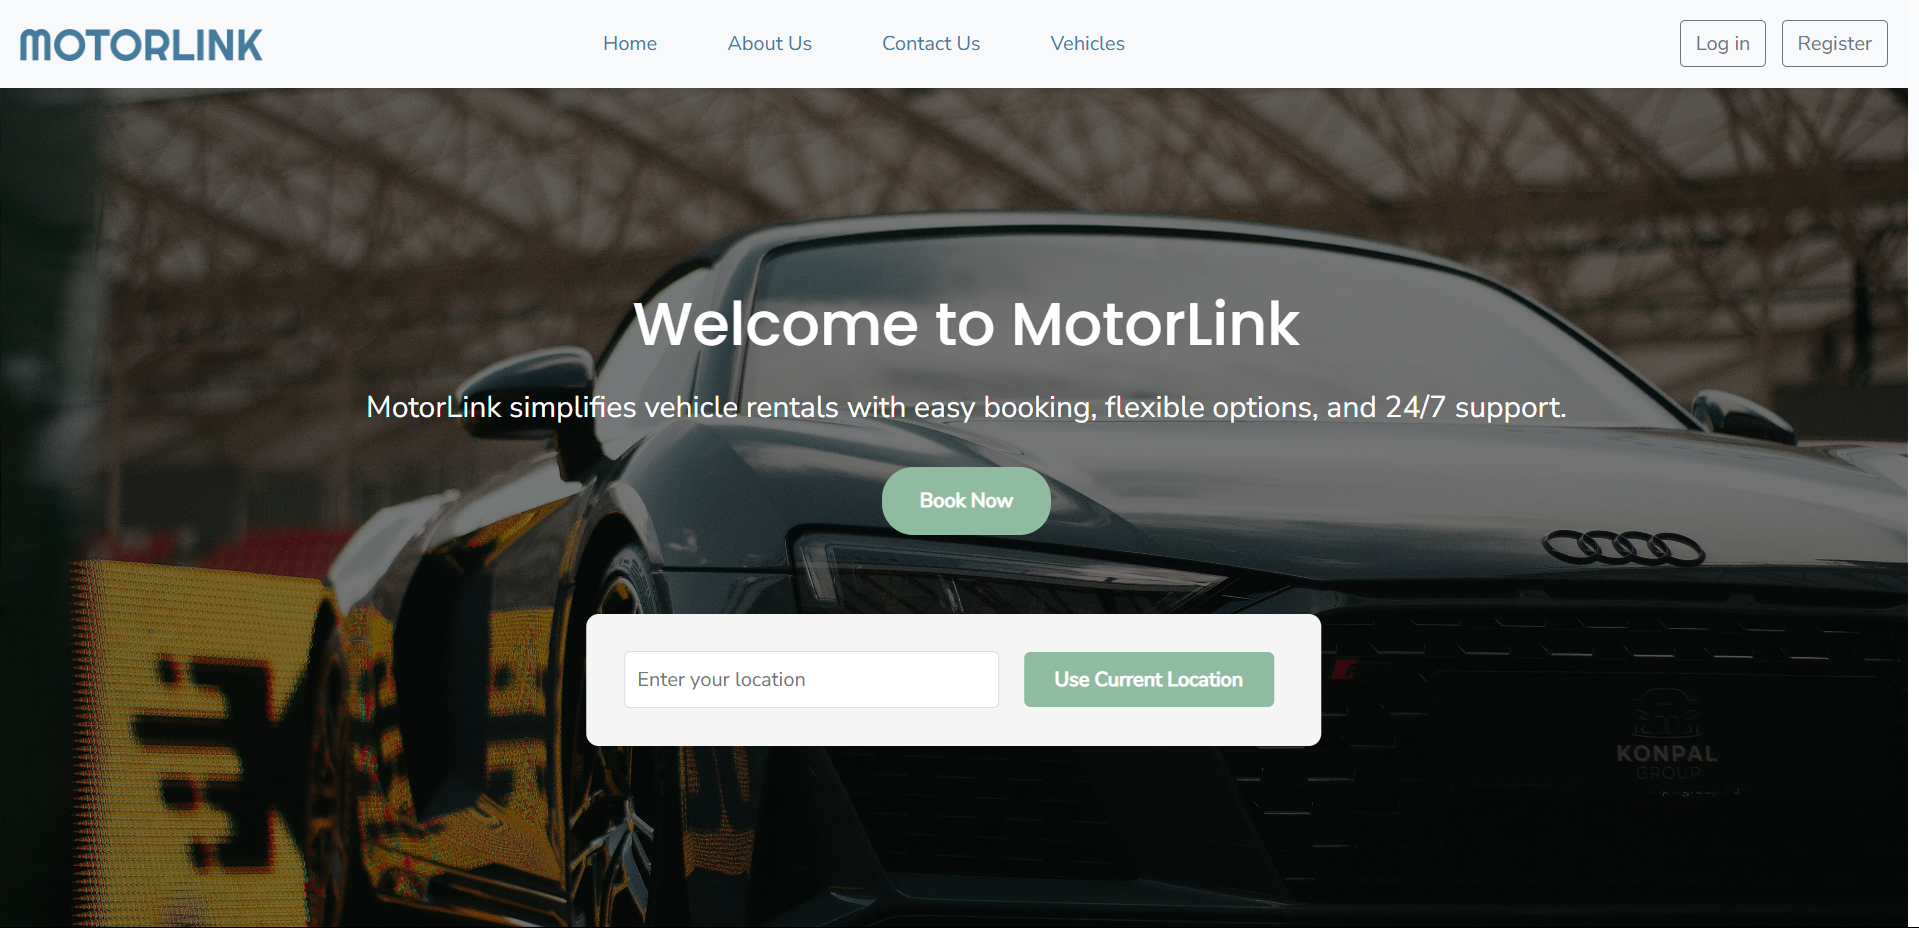 MOTORLINK
Home
About Us
Contact Us
Vehicles
Log in
Register
Welcome to MotorLink
MotorLink simplifies vehicle rentals with easy booking, flexible options, and 24/7 support.
Book Now
Enter your location
Use Current Location
KONPAL
GROUP